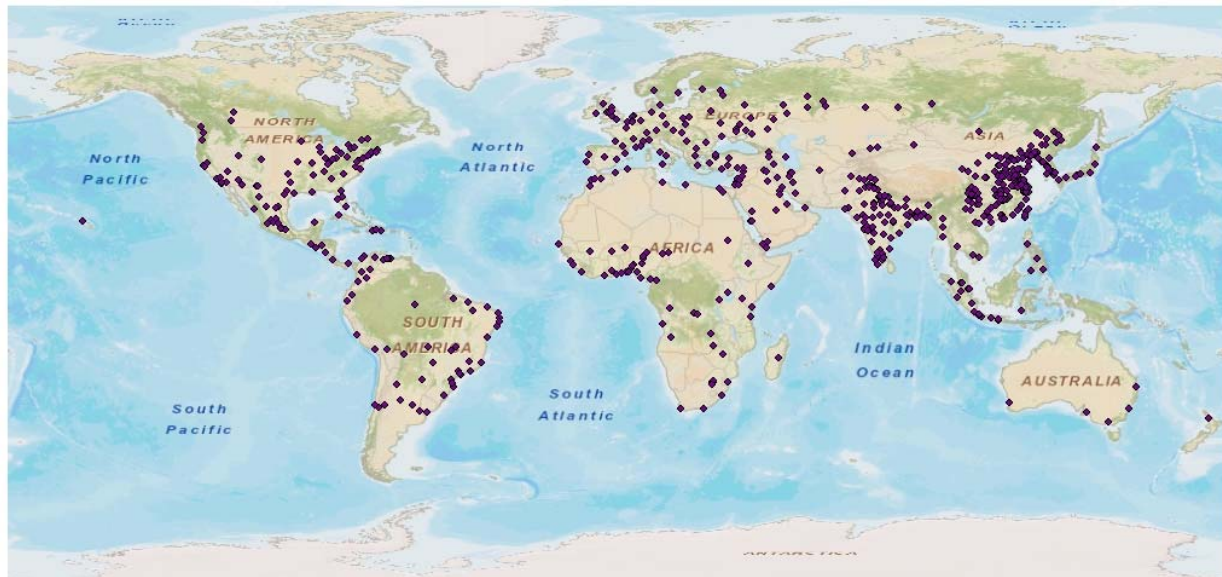 NORTH
AMERICA
EUROPE
ASIA
North
Pacific
North
Atlantic
AFRICA
SOUTH
AMERICA
Indian
Ocean
AUSTRALIA
South
Pacific
South
Atlantic